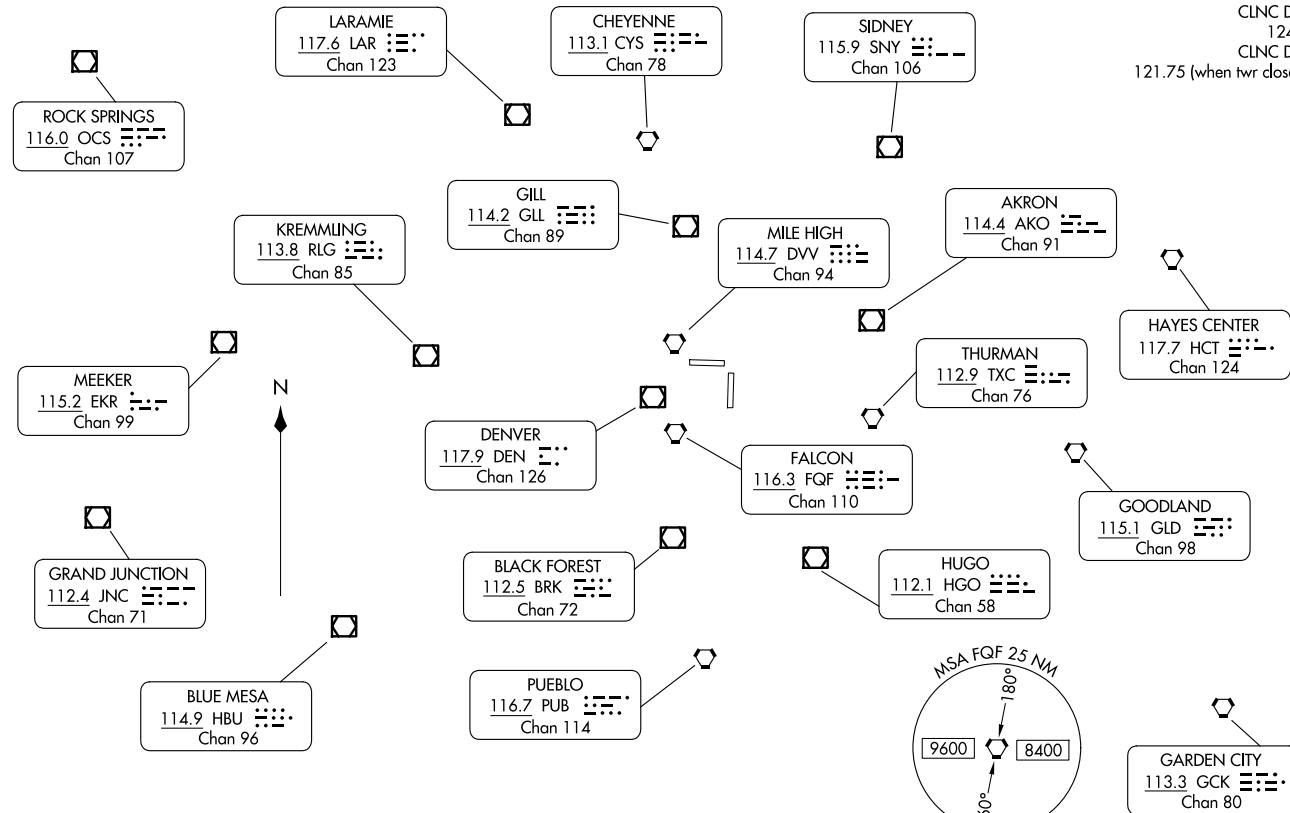 LARAMIE
117.6 LAR
Chan 123
CHEYENNE
113.1 CYS
Chan 78
SIDNEY
115.9 SNY
Chan 106
CLNC D
124
CLNC D
121.75 (when twr close
ROCK SPRINGS
116.0 OCS
Chan 107
GILL
114.2 GLL
Chan 89
KREMMLING
113.8 RLG
Chan 85
MILE HIGH
114.7 DVV
Chan 94
AKRON
114.4 AKO
Chan 91
HAYES CENTER
117.7 HCT
Chan 124
MEEKER
115.2 EKR
Chan 99
N
THURMAN
112.9 TXC
Chan 76
DENVER
117.9 DEN
Chan 126
FALCON
116.3 FQF
Chan 110
GOODLAND
115.1 GLD
Chan 98
GRAND JUNCTION
112.4 JNC
Chan 71
BLACK FOREST
112.5 BRK
Chan 72
HUGO
112.1 HGO
Chan 58
BLUE MESA
114.9 HBU
Chan 96
PUEBLO
116.7 PUB
Chan 114
MSA FQF 25 NM
180°
9600
8400
GARDEN CITY
113.3 GCK
Chan 80